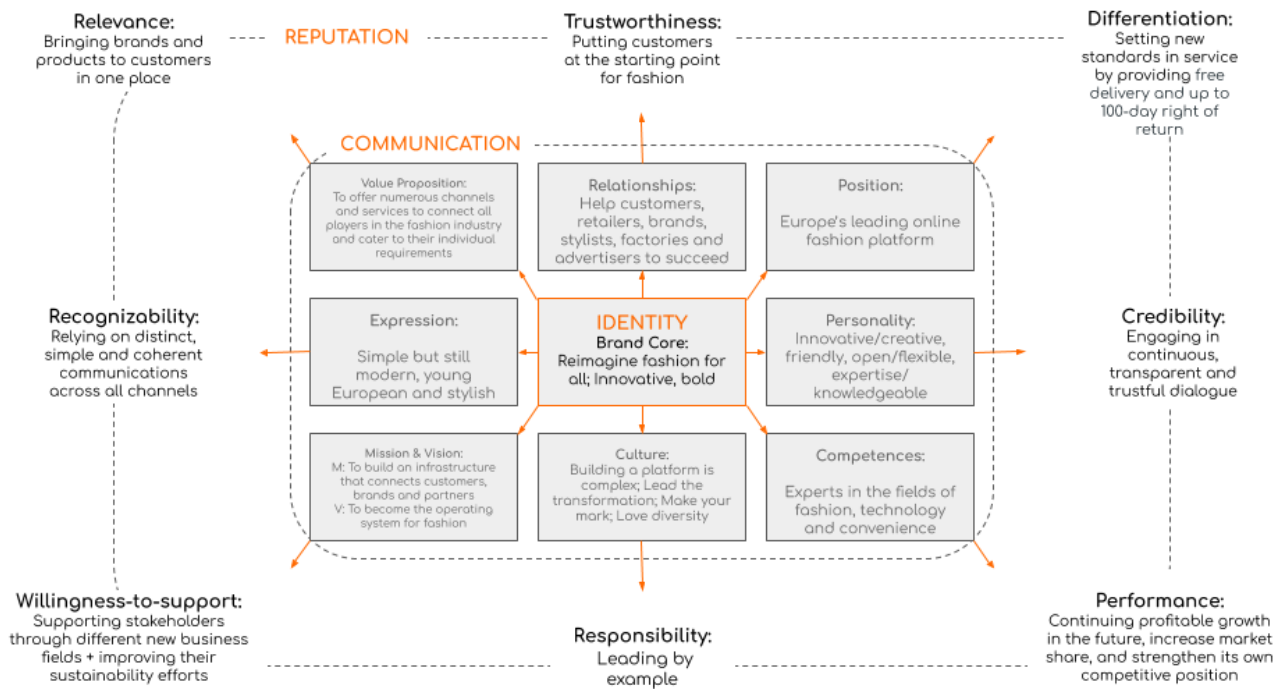 Relevance:
Bringing brands and
products to customers
in one place
REPUTATION
Trustworthiness:
Putting customers
at the starting point
for fashion
Differentiation:
Setting new
standards in service
by providing free
delivery and up to
100-day right of
return
COMMUNICATION
Value Proposition:
To offer numerous channels
and services to connect all
players in the fashion industry
and cater to their individual
requirements
Relationships:
Help customers,
retailers, brands,
stylists, factories and
advertisers to succeed
Position:
Europe's leading online
fashion platform
Recognizability:
Relying on distinct,
simple and coherent
communications
across all channels
Expression:
Simple but still
modern, young
European and stylish
IDENTITY
Brand Core:
Reimagine fashion for
all; Innovative, bold
Personality:
Innovative/creative,
friendly, open/flexible,
expertise/
knowledgeable
Credibility:
Engaging in
continuous,
transparent and
trustful dialogue
Mission & Vision:
M: To build an infrastructure
that connects customers,
brands and partners
V: To become the operating
system for fashion
Culture:
Building a platform is
complex; Lead the
transformation; Make your
mark; Love diversity
Competences:
Experts in the fields of
fashion, technology
and convenience
Willingness-to-support:
Supporting stakeholders
through different new business
fields + improving their
sustainability efforts
Responsibility:
Leading by
example
Performance:
Continuing profitable growth
in the future, increase market
share, and strengthen its own
competitive position